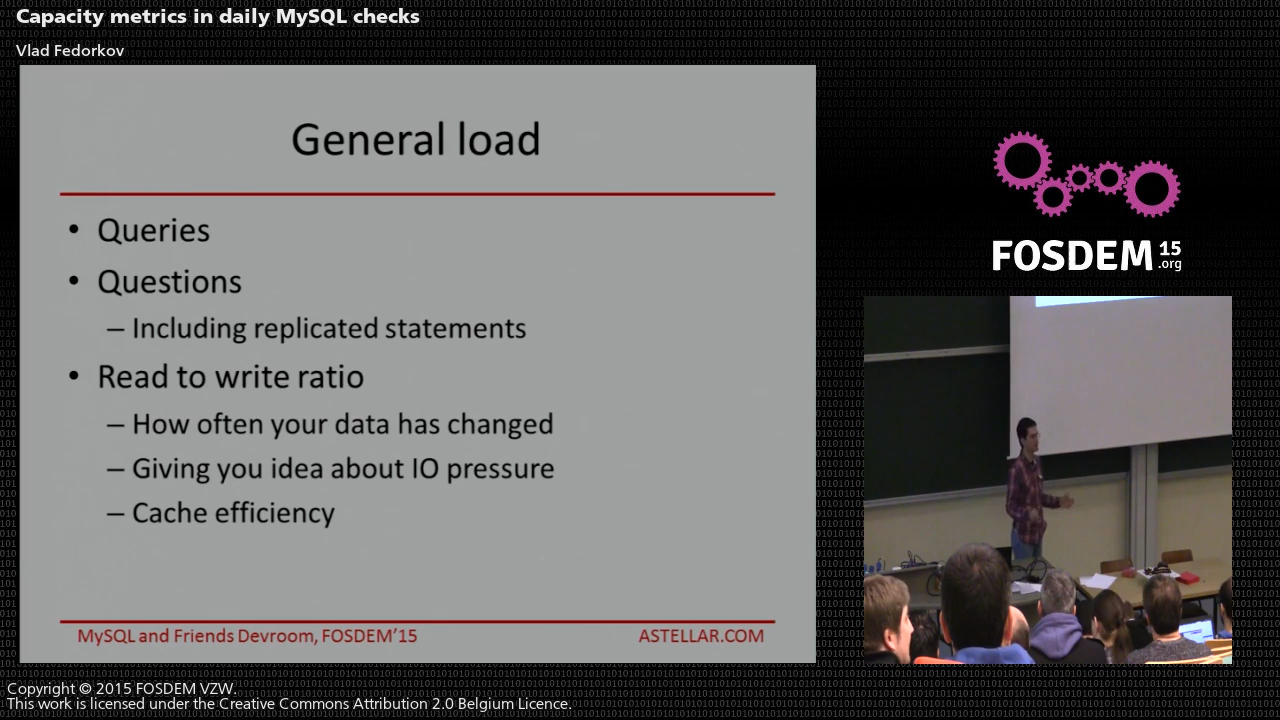 Capacity metrics in daily MySQL checks
Vlad Fedorkov
General load
• Queries
• Questions
– Including replicated statements
• Read to write ratio
– How often your data has changed
– Giving you idea about IO pressure
– Cache efficiency
MySQL and Friends Devroom, FOSDEM'15
ASTELLAR.COM
FOSDEM 15
.org
Copyright © 2015 FOSDEM VZW.
This work is licensed under the Creative Commons Attribution 2.0 Belgium Licence.